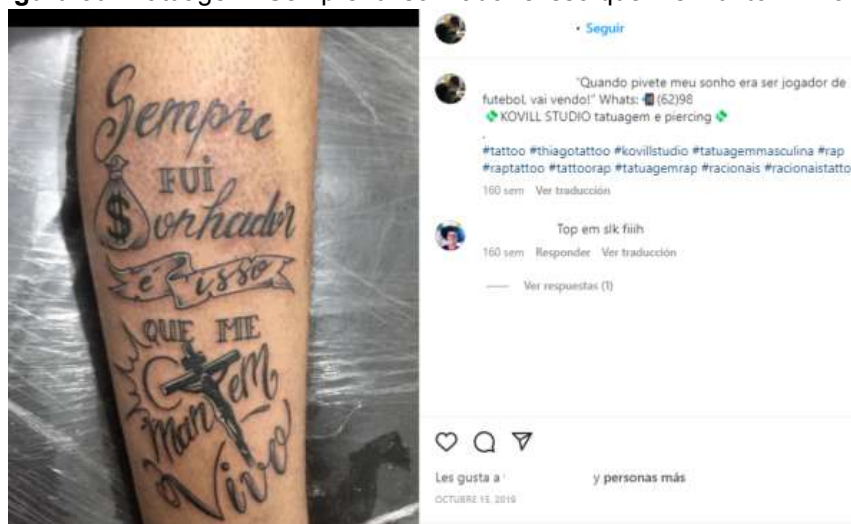 Sempre
FUI
$onhador
é isso
QUE ME
Mantem
Vivo
• Seguir
"Quando pivete meu sonho era ser jogador de
futebol, vai vendo!" Whats: (62)98
KOVILL STUDIO tatuagem e piercing
.
#tattoo #thiagotattoo #kovillstudio #tatuagemmasculina #rap
#raptattoo #tattoorap #tatuagemrap #racionais #racionaistatto
160 sem Ver traducción
Top em slk fiiih
160 sem Responder Ver traducción
Ver respuestas (1)
Les gusta a y personas más
OCTUBRE 15, 2019